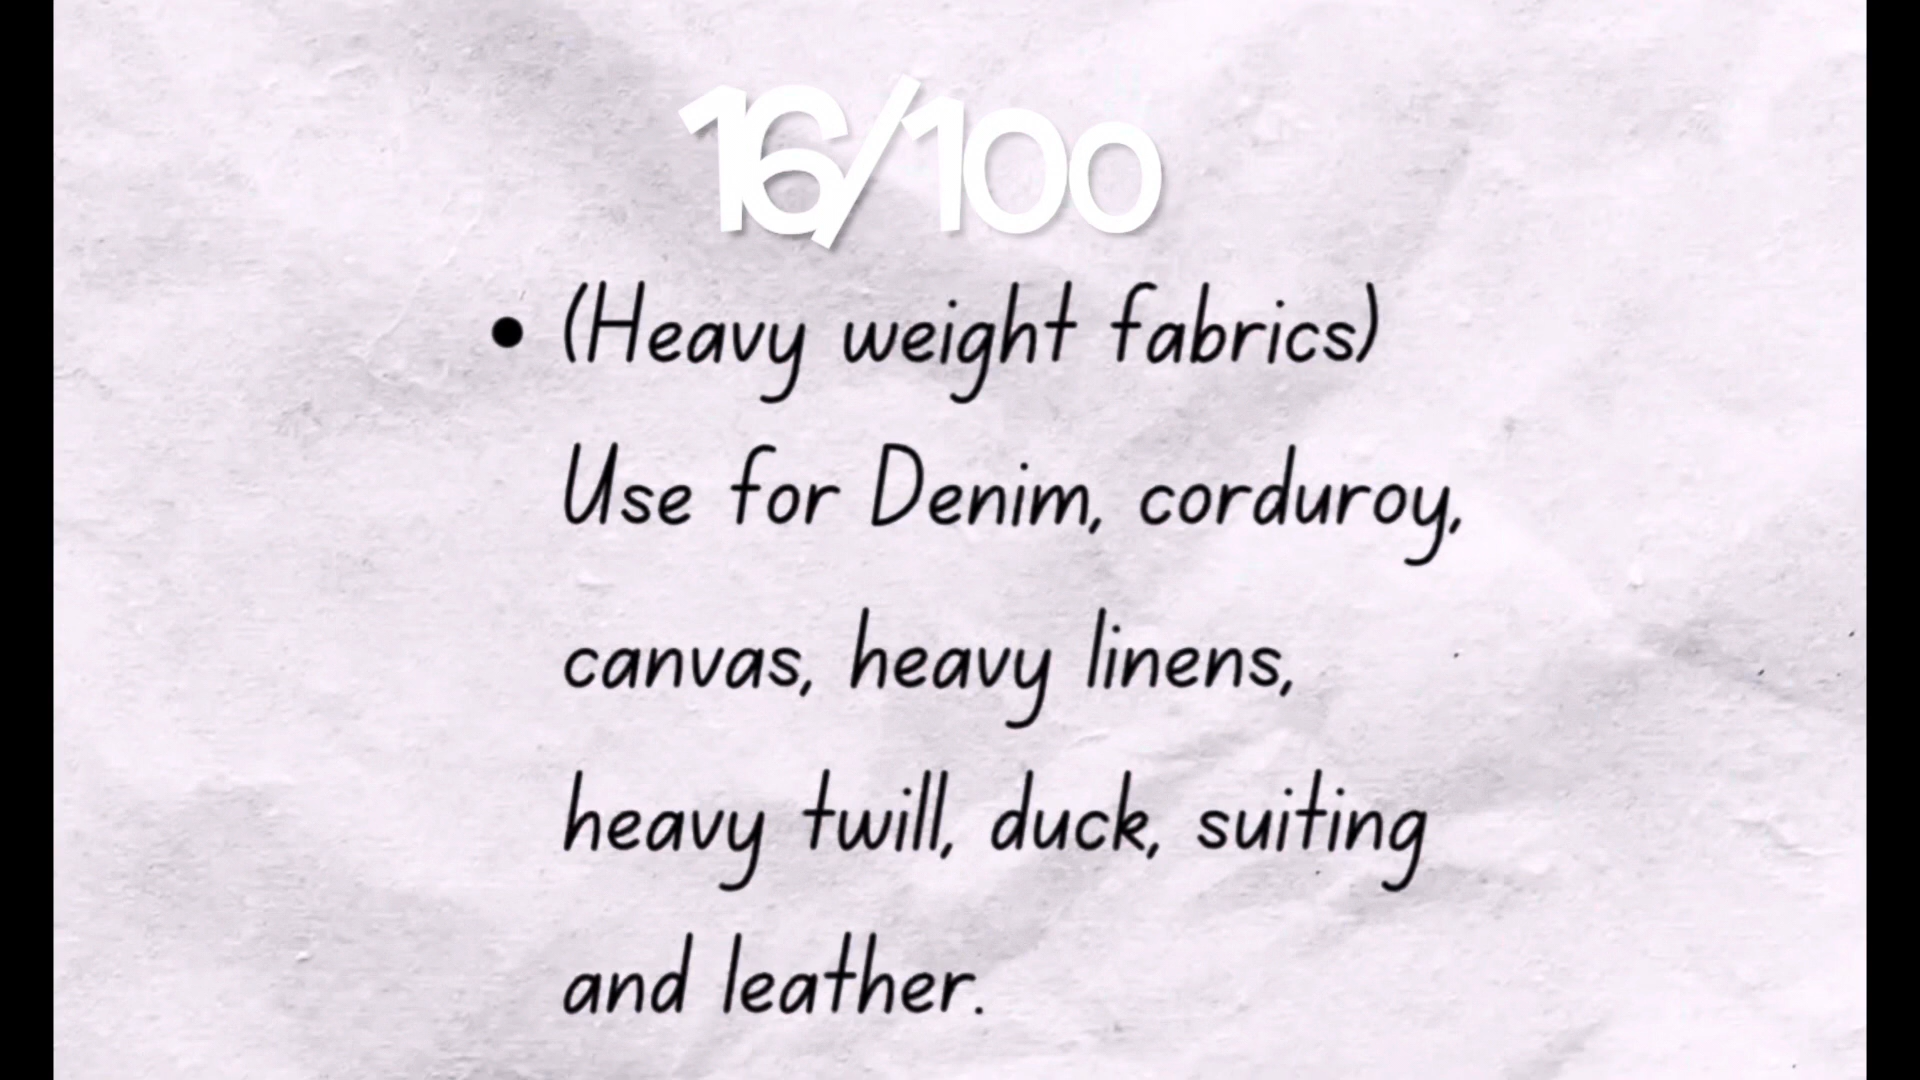 16/100
• (Heavy weight fabrics)
Use for Denim, corduroy,
canvas, heavy linens,
heavy twill, duck, suiting
and leather.